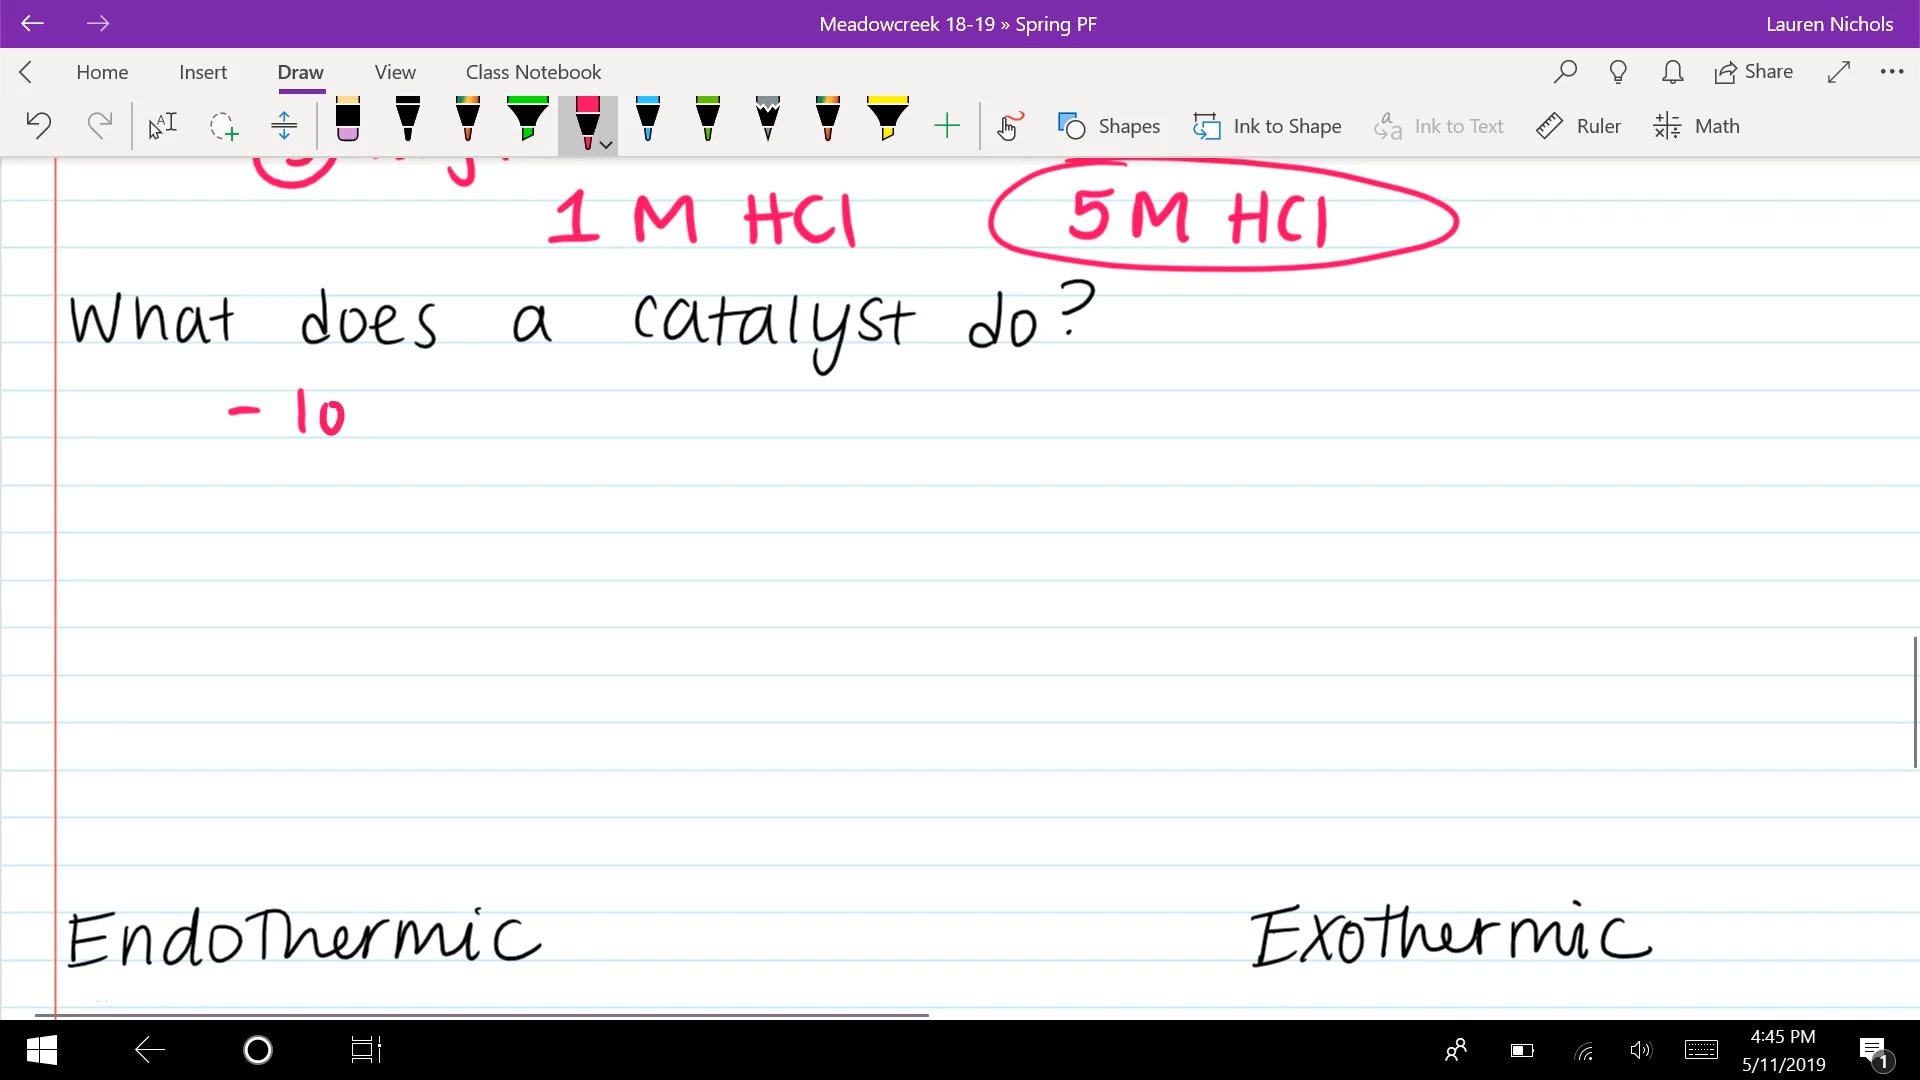 Meadowcreek 18-19 » Spring PF
Lauren Nichols
Home Insert Draw View Class Notebook
Share
Shapes Ink to Shape Ink to Text Ruler Math
1 M HCl 5 M HCl
What does a catalyst do?
- lo
Endothermic Exothermic
4:45 PM
5/11/2019
1